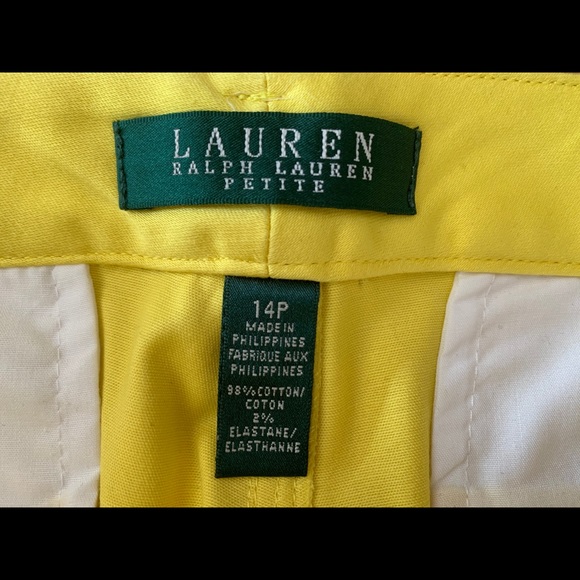 LAUREN
RALPH LAUREN
PETITE
14P
MADE IN
PHILIPPINES
FABRIQUE AUX
PHILIPPINES
98% COTTON/
COTON
2%
ELASTANE/
ELASTHANNE